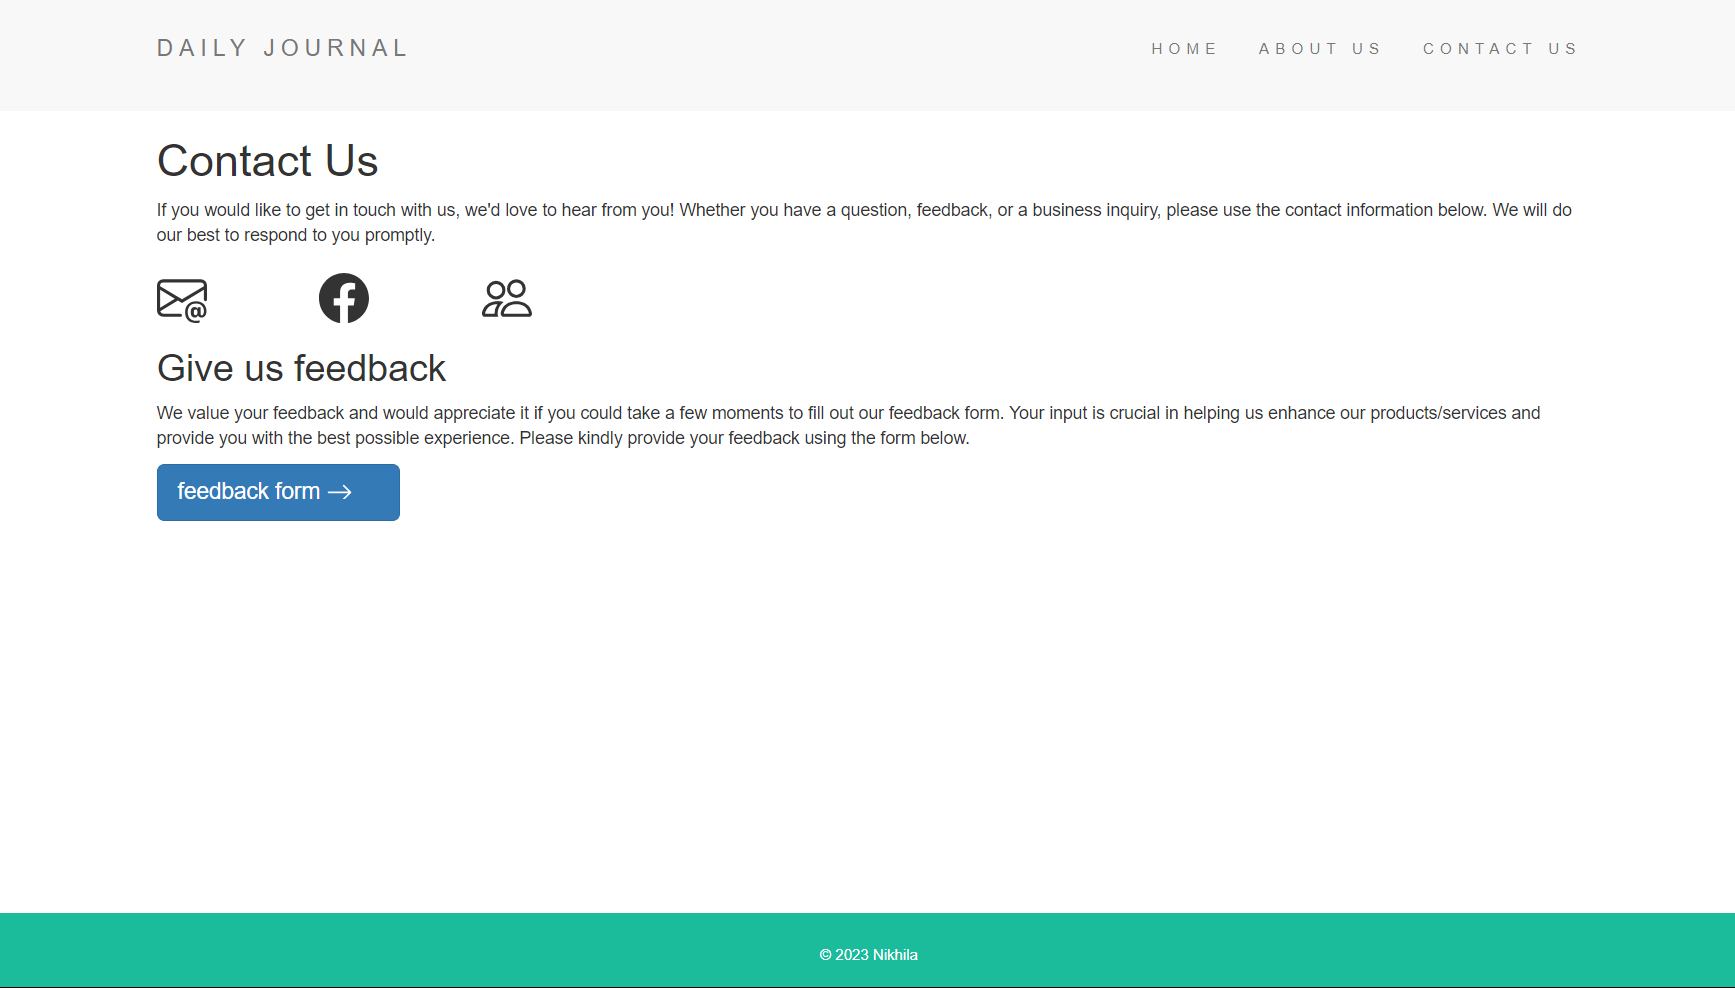 DAILY JOURNAL
HOME ABOUT US CONTACT US
Contact Us
If you would like to get in touch with us, we'd love to hear from you! Whether you have a question, feedback, or a business inquiry, please use the contact information below. We will do
our best to respond to you promptly.
@
Give us feedback
We value your feedback and would appreciate it if you could take a few moments to fill out our feedback form. Your input is crucial in helping us enhance our products/services and
provide you with the best possible experience. Please kindly provide your feedback using the form below.
feedback form →
© 2023 Nikhila